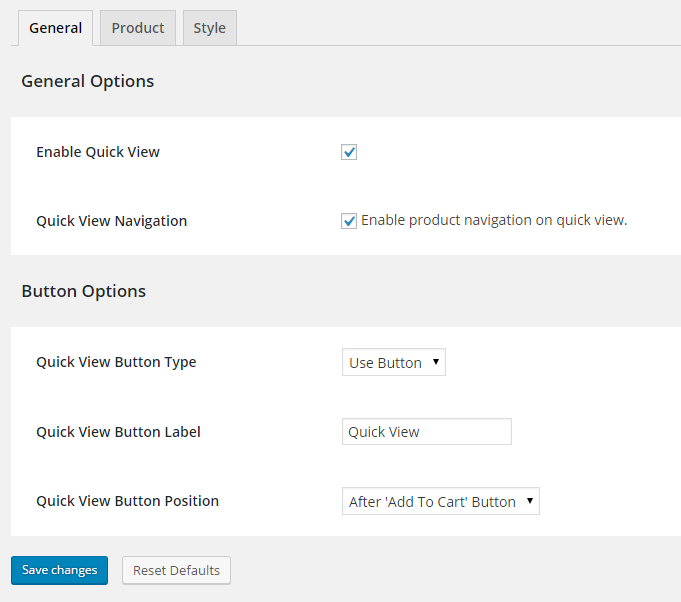 General Product Style
General Options
Enable Quick View
Quick View Navigation Enable product navigation on quick view.
Button Options
Quick View Button Type Use Button
Quick View Button Label Quick View
Quick View Button Position After 'Add To Cart' Button
Save changes Reset Defaults